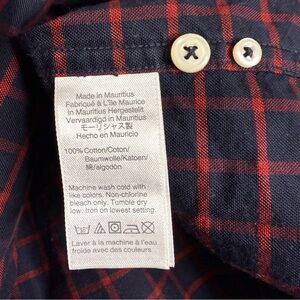 Made in Mauritius
Fabriqué à L'Île Maurice
in Mauritius Hergestellt
Vervaardigd in Mauritius
モーリシャス製
Hecho en Mauricio
100% Cotton/Coton/
Baumwolle/Katoen/
綿/algodón
Machine wash cold with
like colors. Non-chlorine
bleach only. Tumble dry
low. Iron on lowest setting.
Laver à la machine à l'eau
froide avec des couleurs